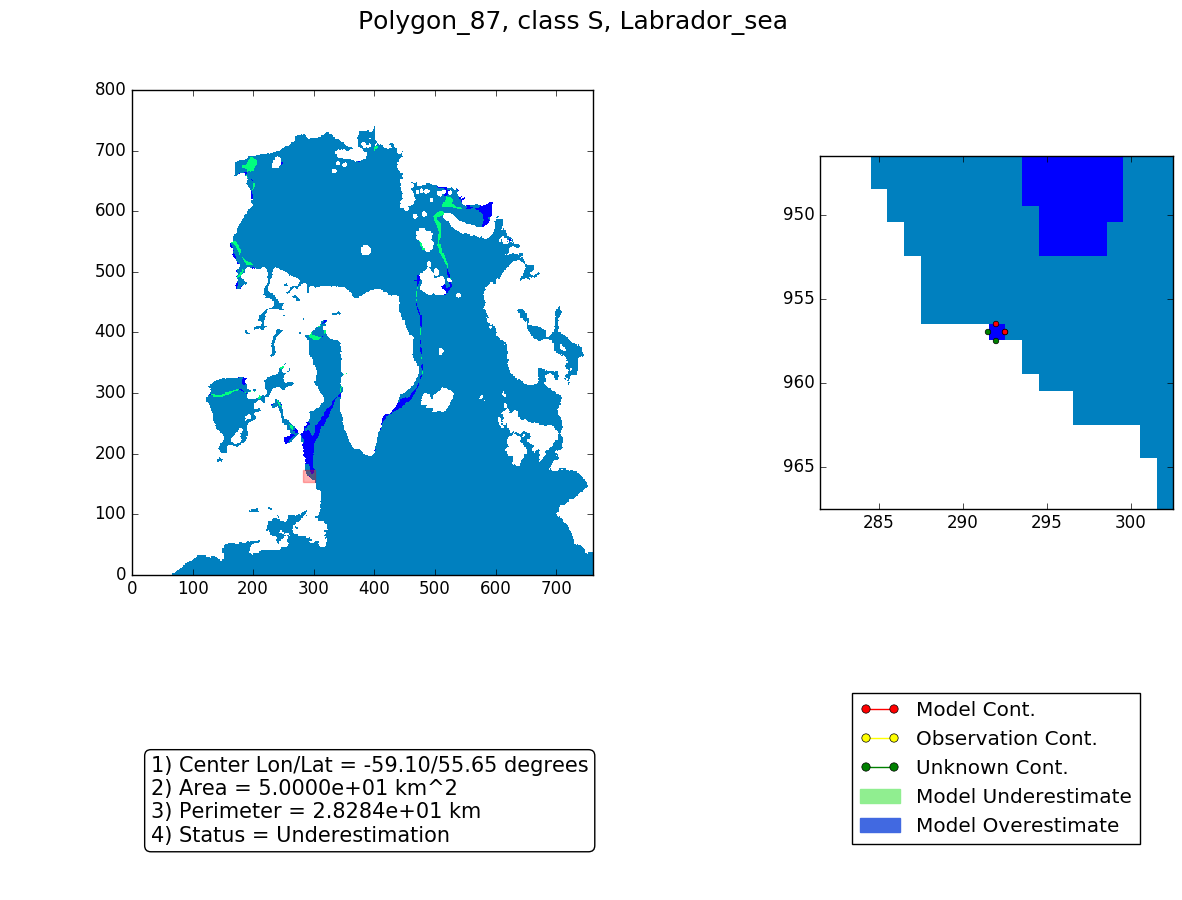 Polygon_87, class S, Labrador_sea
800
700
600
500
400
300
200
100
0
0 100 200 300 400 500 600 700
950
955
960
965
285 290 295 300
1) Center Lon/Lat = -59.10/55.65 degrees
2) Area = 5.0000e+01 km^2
3) Perimeter = 2.8284e+01 km
4) Status = Underestimation
Model Cont.
Observation Cont.
Unknown Cont.
Model Underestimate
Model Overestimate